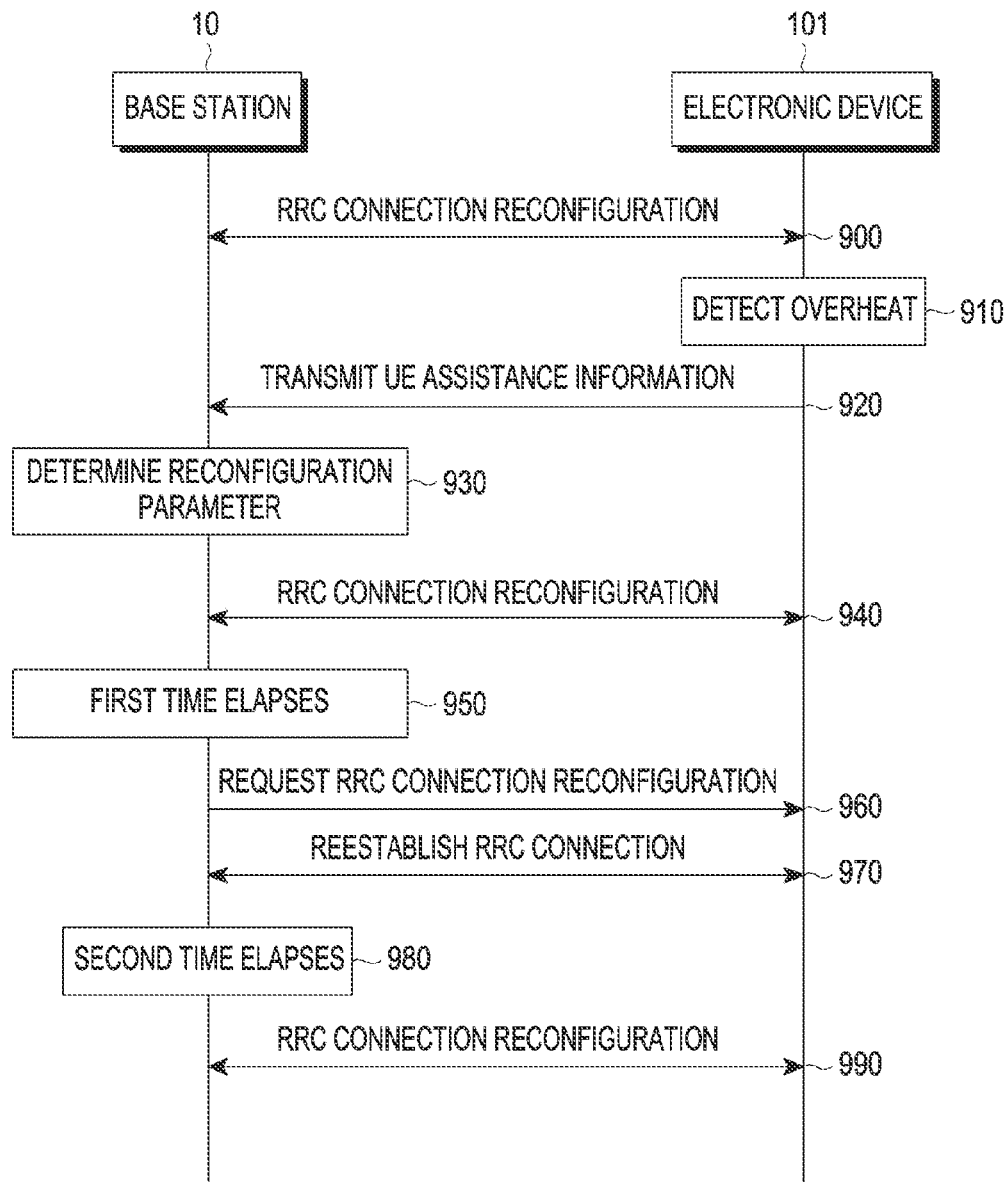 10
101
BASE STATION
ELECTRONIC DEVICE
RRC CONNECTION RECONFIGURATION
900
DETECT OVERHEAT
910
TRANSMIT UE ASSISTANCE INFORMATION
920
DETERMINE RECONFIGURATION
PARAMETER
930
RRC CONNECTION RECONFIGURATION
940
FIRST TIME ELAPSES
950
REQUEST RRC CONNECTION RECONFIGURATION
960
REESTABLISH RRC CONNECTION
970
SECOND TIME ELAPSES
980
RRC CONNECTION RECONFIGURATION
990